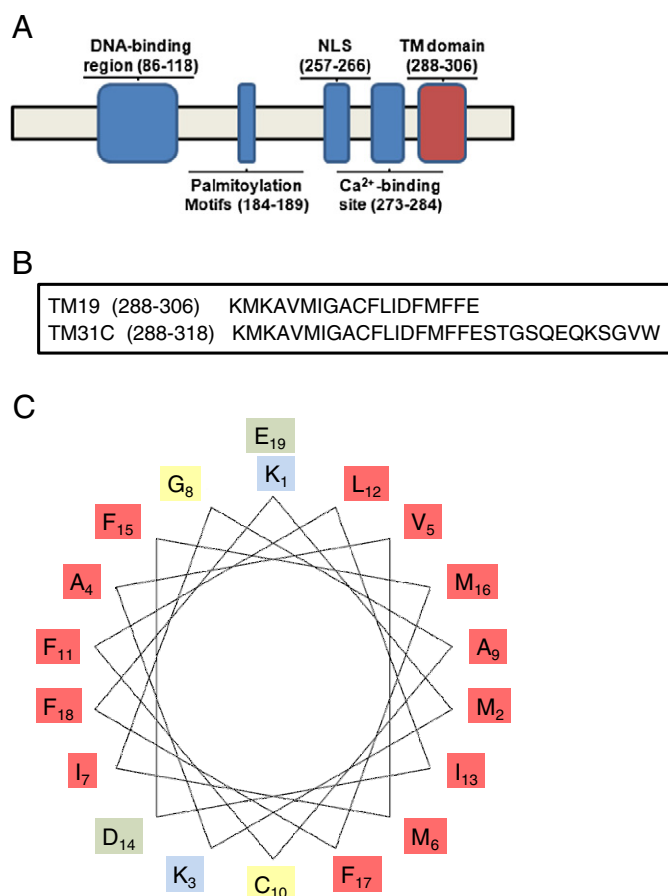 A
DNA-binding
region (86-118)
NLS
(257-266)
TM domain
(288-306)
Palmitoylation
Motifs (184-189)
Ca²⁺-binding
site (273-284)
B
TM19 (288-306) KMKAVMIGACFLIDFMFFE
TM31C (288-318) KMKAVMIGACFLIDFMFFESTGSQEQKSGVW
C
E₁₉
K₁
G₈
L₁₂
F₁₅
V₅
A₄
M₁₆
F₁₁
A₉
F₁₈
M₂
I₇
I₁₃
D₁₄
M₆
K₃
C₁₀
F₁₇